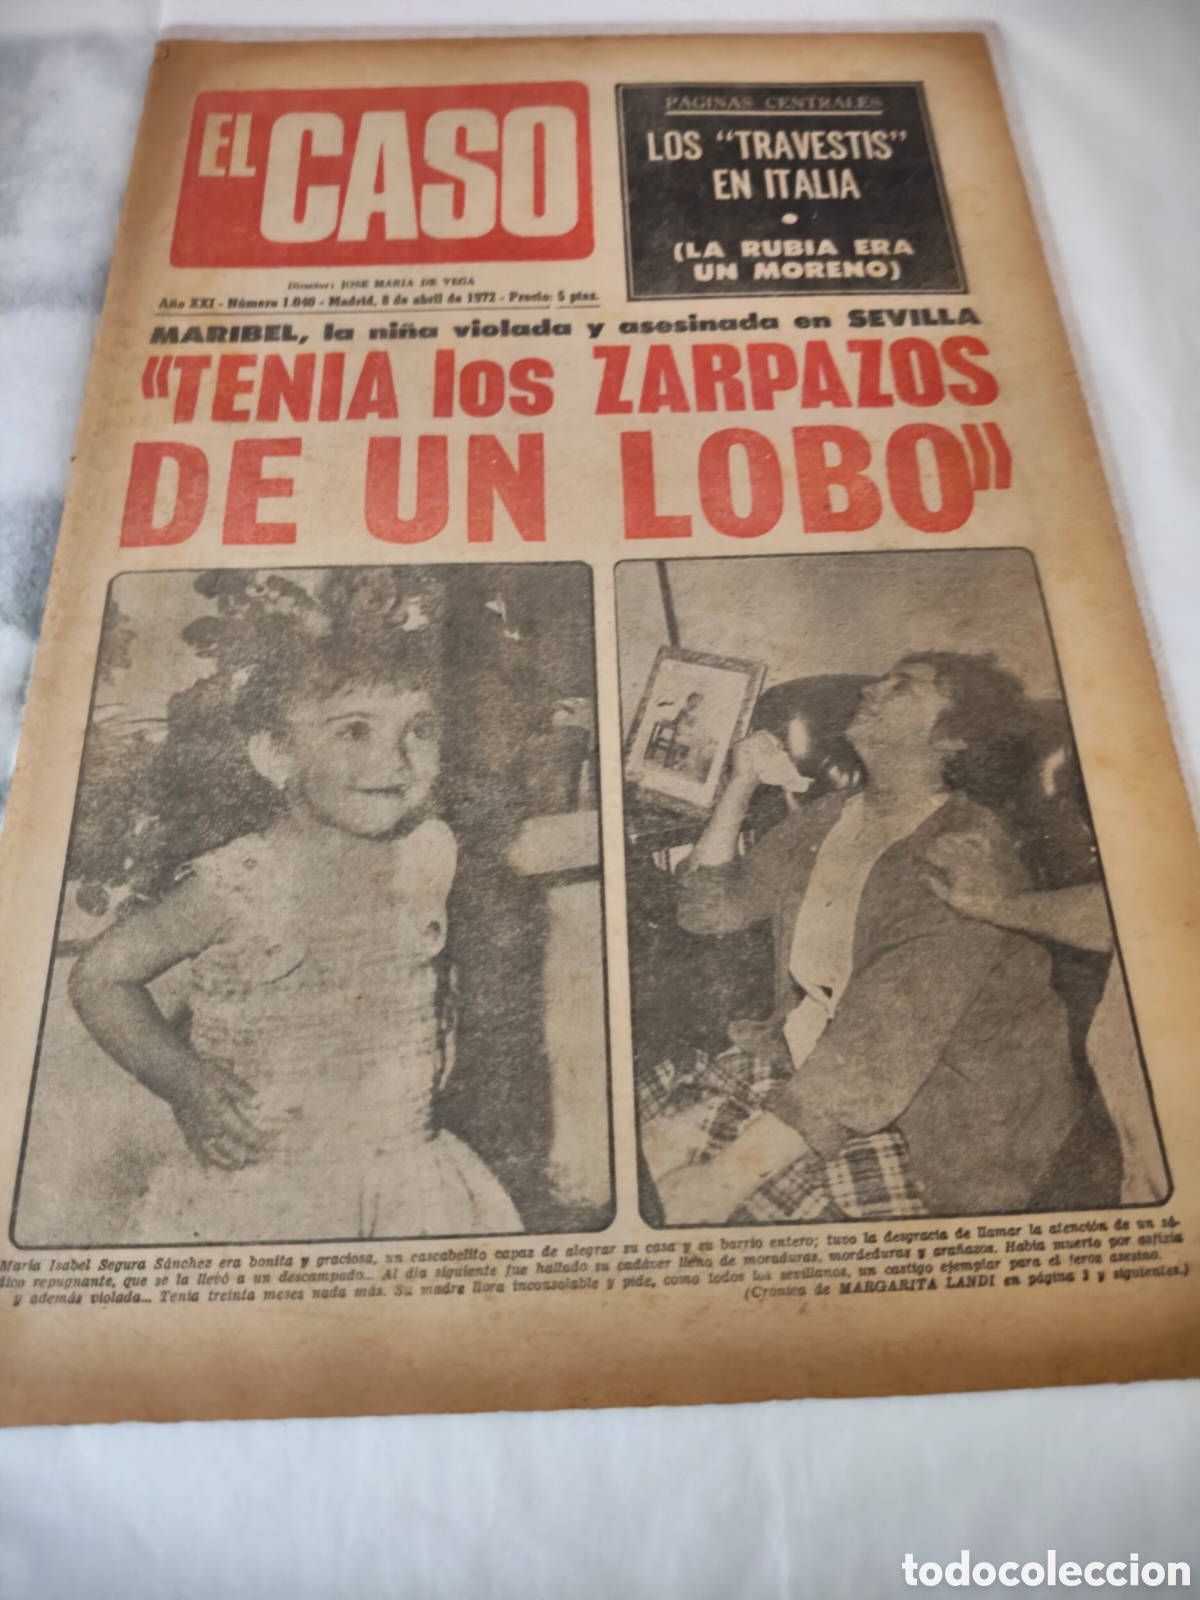 EL CASO
PAGINAS CENTRALES
LOS "TRAVESTIS"
EN ITALIA
(LA RUBIA ERA
UN MORENO)
Director: JOSE MARIA DE VEGA
Año XXI - Número 1.040 - Madrid, 8 de abril de 1972 - Precio: 5 ptas.
MARIBEL, la niña violada y asesinada en SEVILLA
"TENIA los ZARPAZOS
DE UN LOBO"
María Isabel Segura Sánchez era bonita y graciosa, un cascabelito capaz de alegrar su casa y su barrio entero; tuvo la desgracia de llamar la atención de un sá-
dico repugnante, que se la llevó a un descampado... Al día siguiente fue hallado su cadáver lleno de moraduras, mordeduras y arañazos. Había muerto por asfixia
y además violada... Tenía treinta meses nada más. Su madre llora inconsolable y pide, como todos los sevillanos, un castigo ejemplar para el feroz asesino.
(Crónica de MARGARITA LANDI en página 3 y siguientes.)
todocoleccion